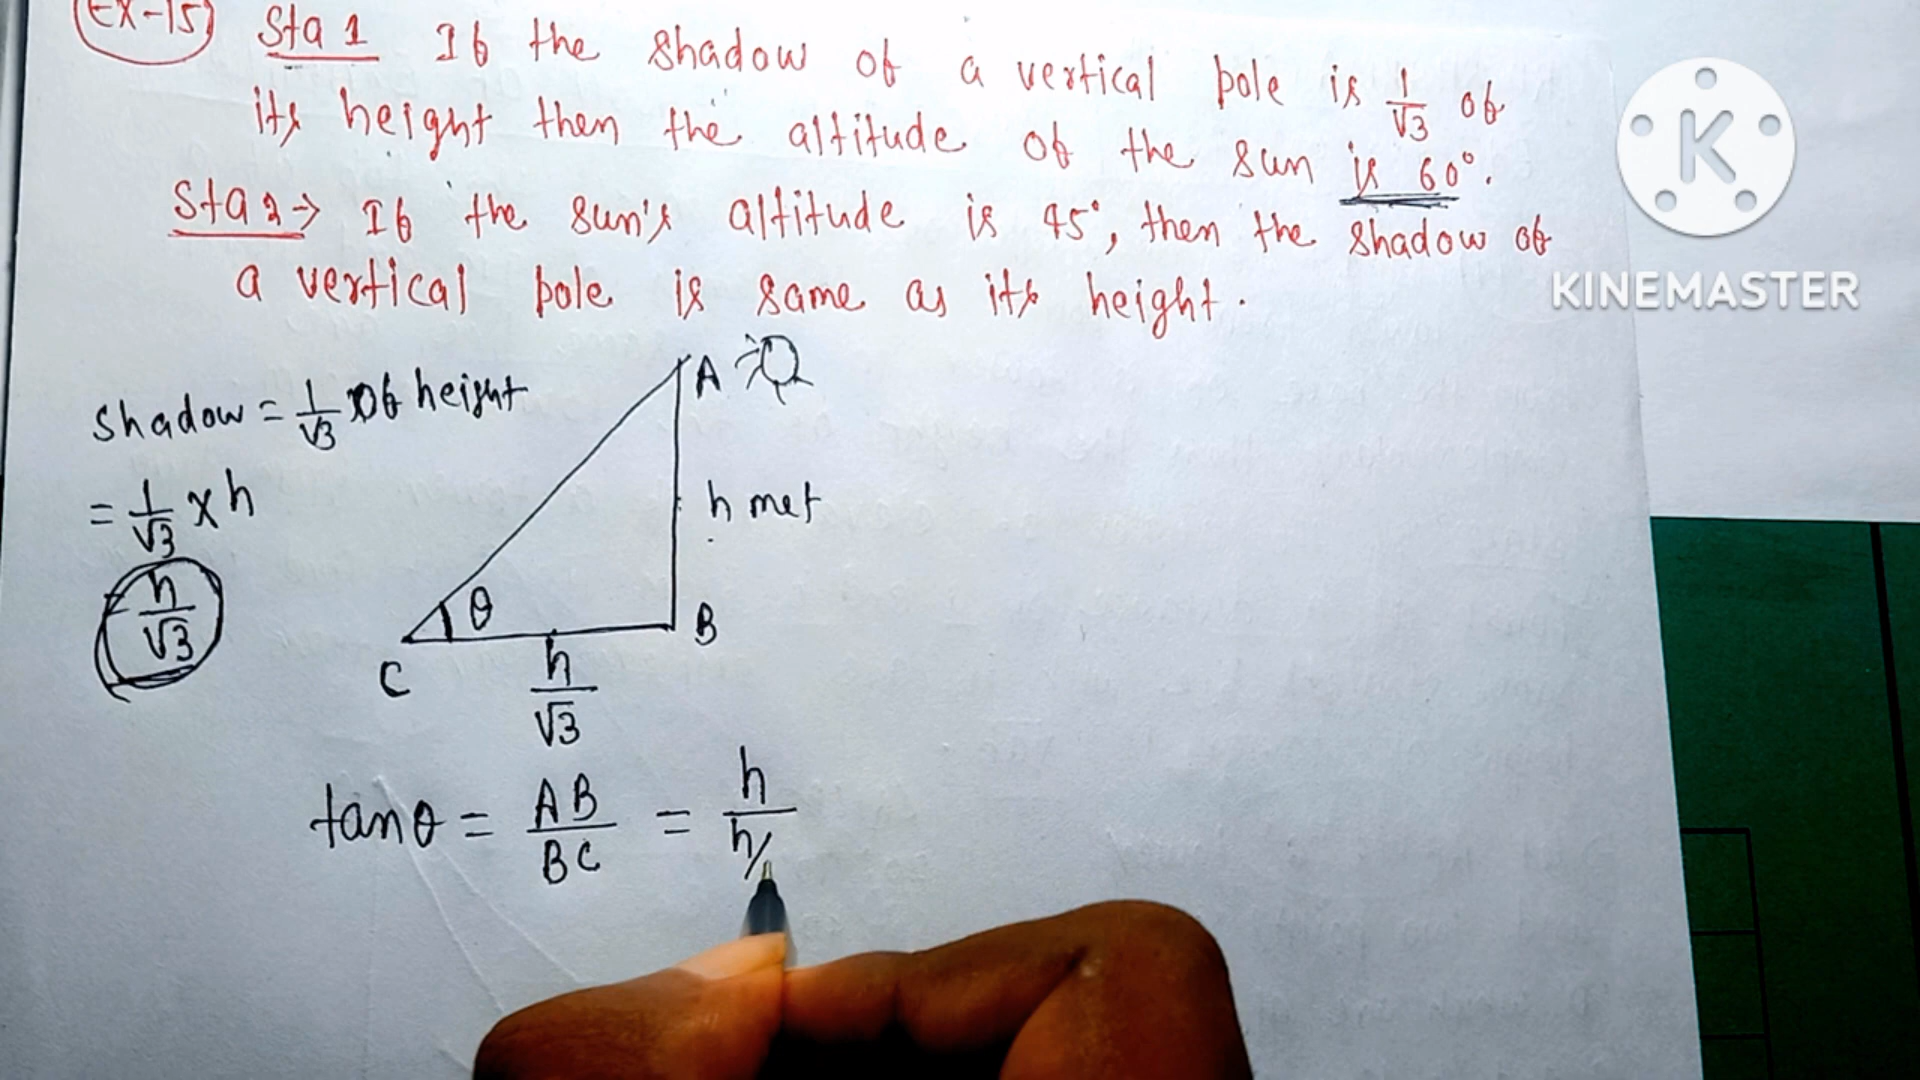 Ex-15 Sta 1 If the shadow of a vertical pole is 1/√3 of
its height then the altitude of the sun is 60°.
Sta 2→ If the sun's altitude is 45°, then the shadow of
a vertical pole is same as its height.
KINEMASTER
shadow = 1/√3 of height
= 1/√3 × h
= h/√3
A
h met
θ
B
C
h/√3
tanθ = AB/BC = h/h/